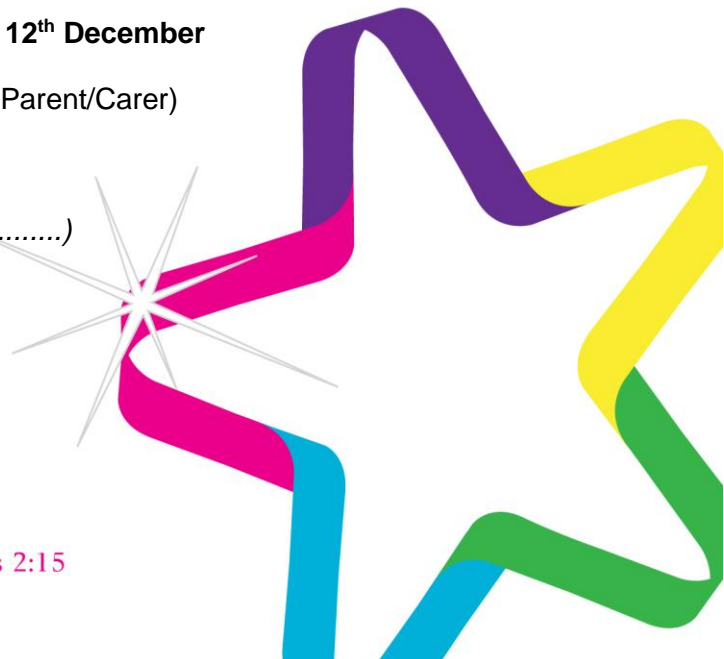 12th December
Parent/Carer)
.........)
2:15